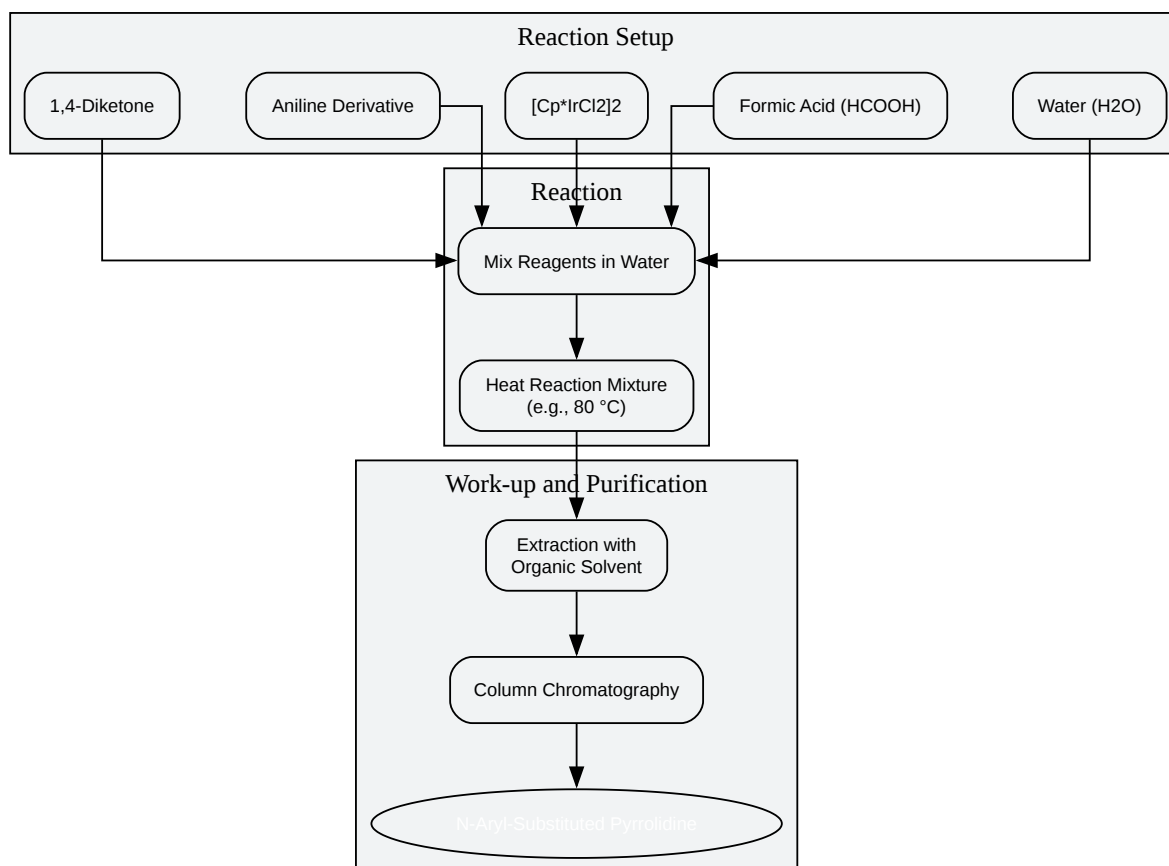 Reaction Setup
1,4-Diketone
Aniline Derivative
[Cp*IrCl2]2
Formic Acid (HCOOH)
Water (H2O)
Reaction
Mix Reagents in Water
Heat Reaction Mixture
(e.g., 80 °C)
Work-up and Purification
Extraction with
Organic Solvent
Column Chromatography
N-Aryl-Substituted Pyrrolidine